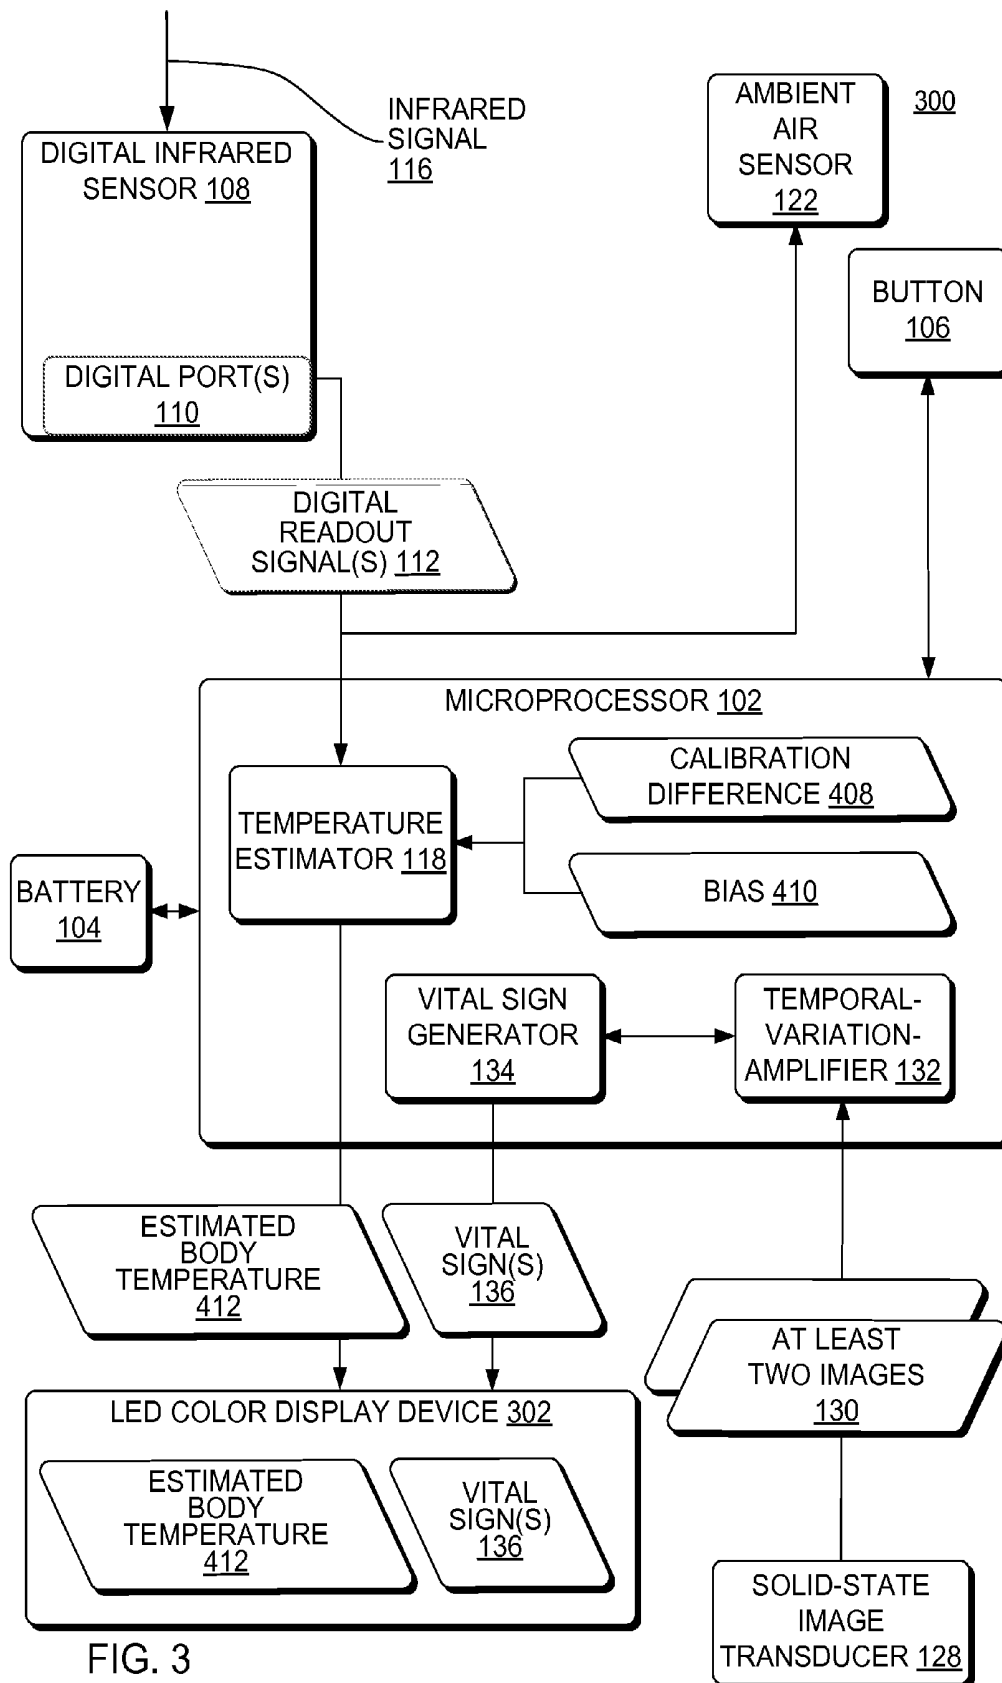 INFRARED
SIGNAL
116
AMBIENT
AIR
SENSOR
122
300
DIGITAL INFRARED
SENSOR 108
BUTTON
106
DIGITAL PORT(S)
110
DIGITAL
READOUT
SIGNAL(S) 112
MICROPROCESSOR 102
CALIBRATION
DIFFERENCE 408
TEMPERATURE
ESTIMATOR 118
BIAS 410
BATTERY
104
VITAL SIGN
GENERATOR
134
TEMPORAL-
VARIATION-
AMPLIFIER 132
ESTIMATED
BODY
TEMPERATURE
412
VITAL
SIGN(S)
136
AT LEAST
TWO IMAGES
130
LED COLOR DISPLAY DEVICE 302
ESTIMATED
BODY
TEMPERATURE
412
VITAL
SIGN(S)
136
SOLID-STATE
IMAGE
TRANSDUCER 128
FIG. 3